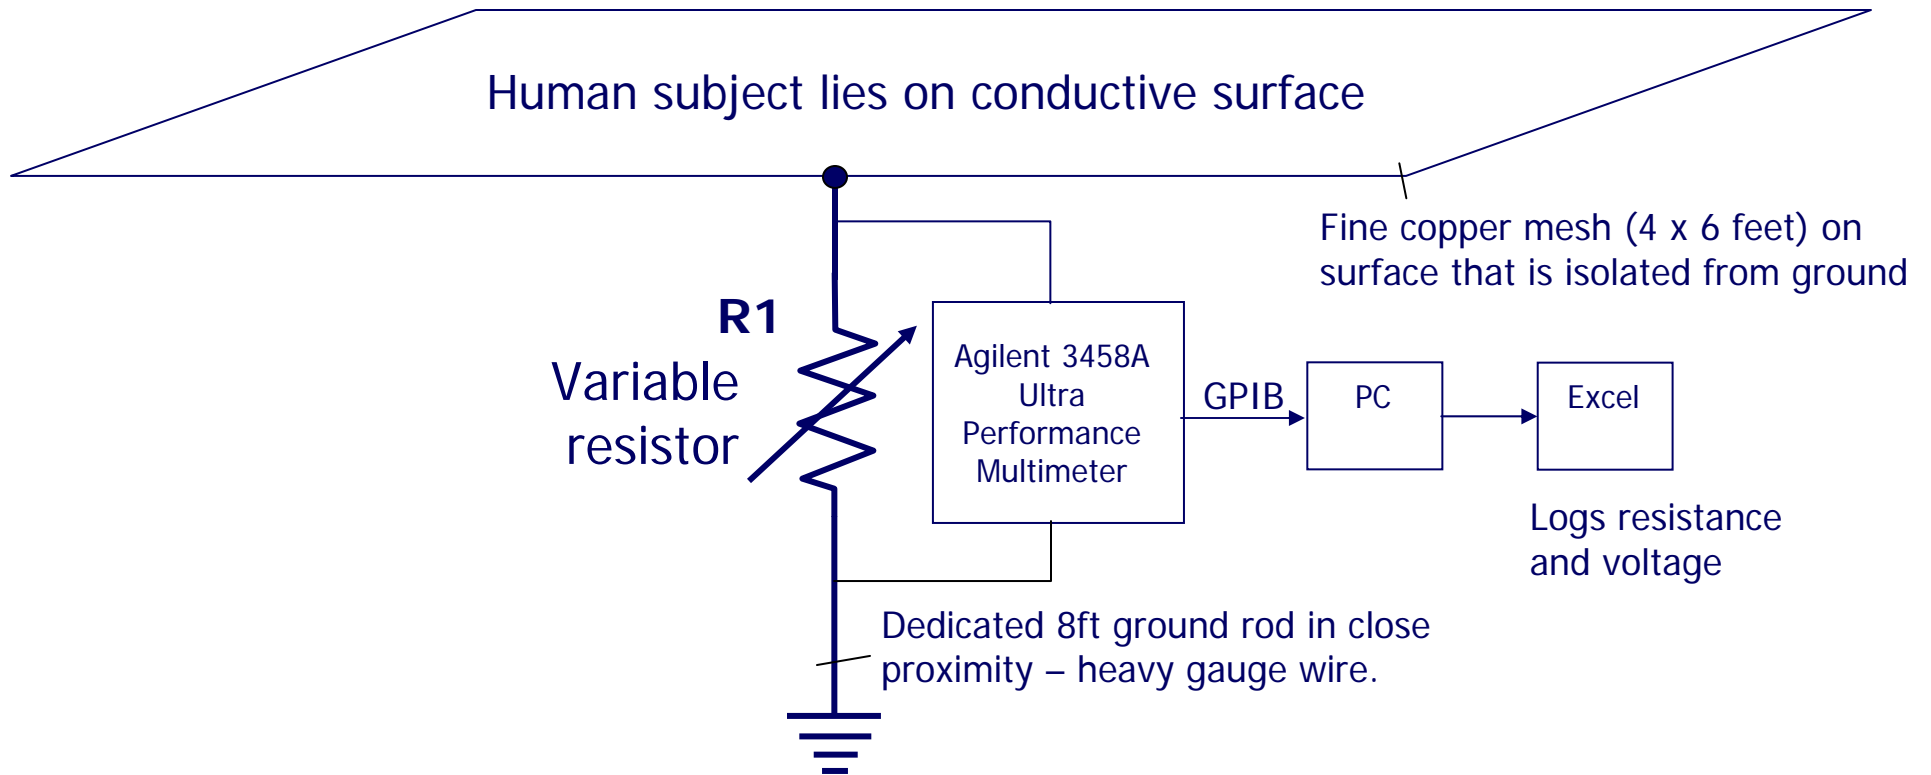 Human subject lies on conductive surface
Fine copper mesh (4 x 6 feet) on
surface that is isolated from ground
R1
Variable
resistor
Agilent 3458A
Ultra
Performance
Multimeter
GPIB
PC
Excel
Logs resistance
and voltage
Dedicated 8ft ground rod in close
proximity – heavy gauge wire.